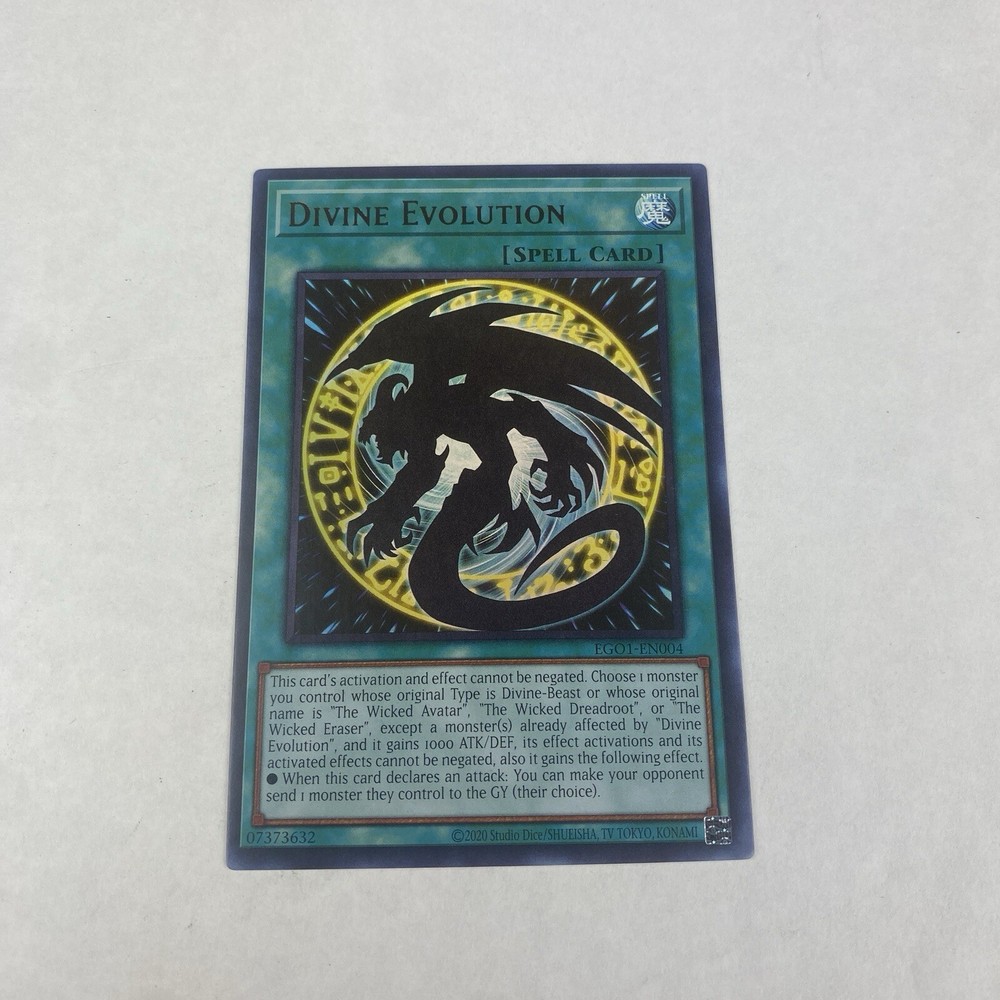 DIVINE EVOLUTION
SPELL
魔
[SPELL CARD]
EGO1-EN004
This card's activation and effect cannot be negated. Choose 1 monster
you control whose original Type is Divine-Beast or whose original
name is "The Wicked Avatar", "The Wicked Dreadroot", or "The
Wicked Eraser", except a monster(s) already affected by "Divine
Evolution", and it gains 1000 ATK/DEF, its effect activations and its
activated effects cannot be negated, also it gains the following effect.
● When this card declares an attack: You can make your opponent
send 1 monster they control to the GY (their choice).
07373632
©2020 Studio Dice/SHUEISHA, TV TOKYO, KONAMI